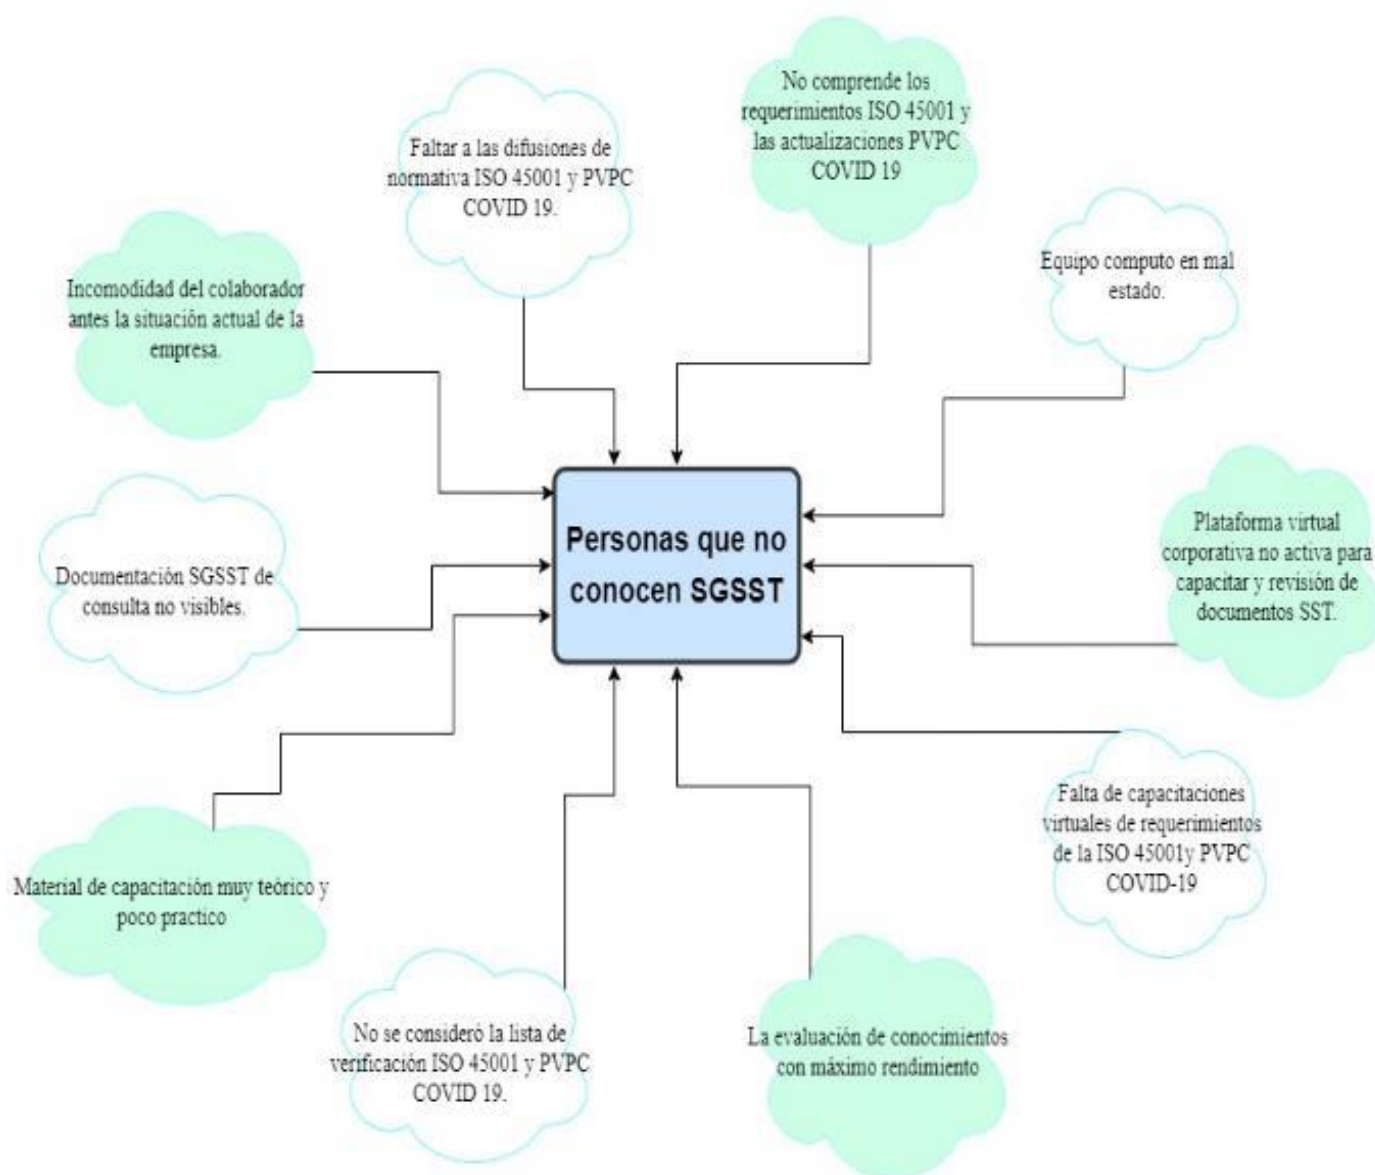 No comprende los
requerimientos ISO 45001 y
las actualizaciones PVPC
COVID 19
Faltar a las difusiones de
normativa ISO 45001 y PVPC
COVID 19.
Equipo computo en mal
estado.
Incomodidad del colaborador
antes la situación actual de la
empresa.
Personas que no
conocen SGSST
Plataforma virtual
corporativa no activa para
capacitar y revisión de
documentos SST.
Documentación SGSST de
consulta no visibles.
Falta de capacitaciones
virtuales de requerimientos
de la ISO 45001y PVPC
COVID-19
Material de capacitación muy teórico y
poco practico
No se consideró la lista de
verificación ISO 45001 y PVPC
COVID 19.
La evaluación de conocimientos
con máximo rendimiento